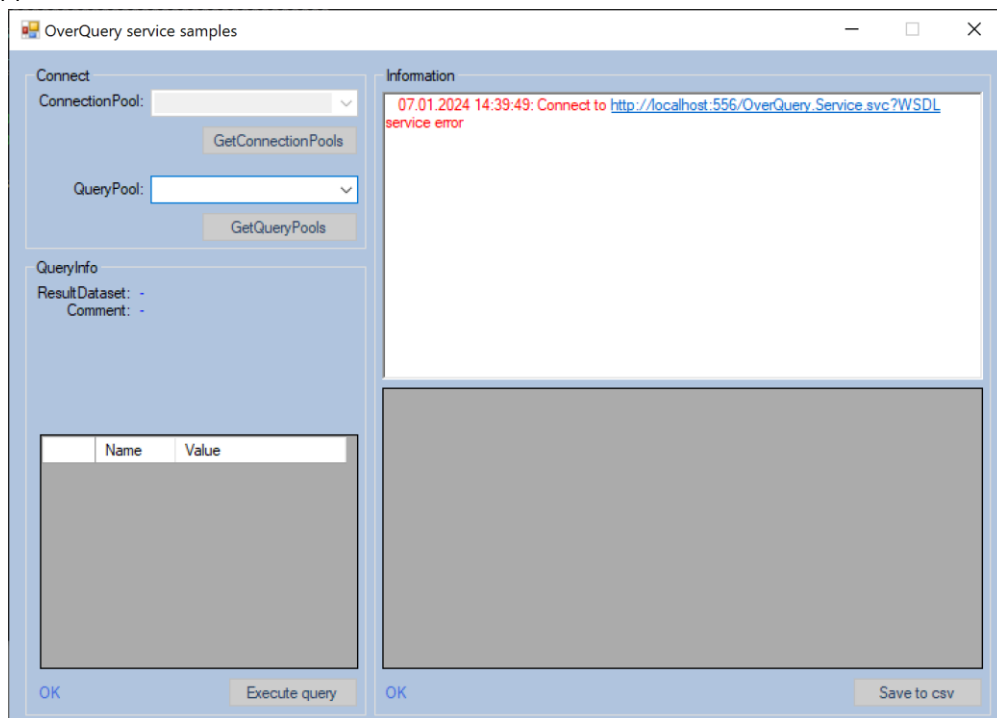 OverQuery service samples
Connect
ConnectionPool:
GetConnectionPools
QueryPool:
GetQueryPools
QueryInfo
ResultDataset: -
Comment: -
Name Value
OK
Execute query
Information
07.01.2024 14:39:49: Connect to http://localhost:556/OverQuery.Service.svc?WSDL
service error
OK
Save to csv